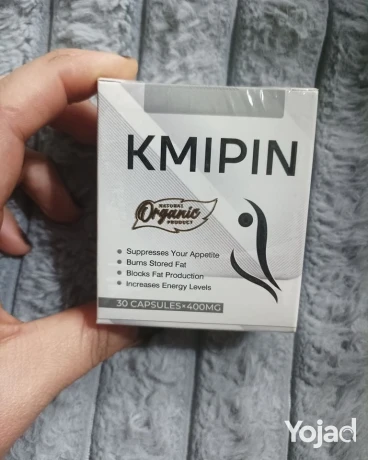 KMIPIN
NATURAL
Organic
PRODUCT
• Suppresses Your Appetite
• Burns Stored Fat
• Blocks Fat Production
• Increases Energy Levels
30 CAPSULES×400MG
Yojad